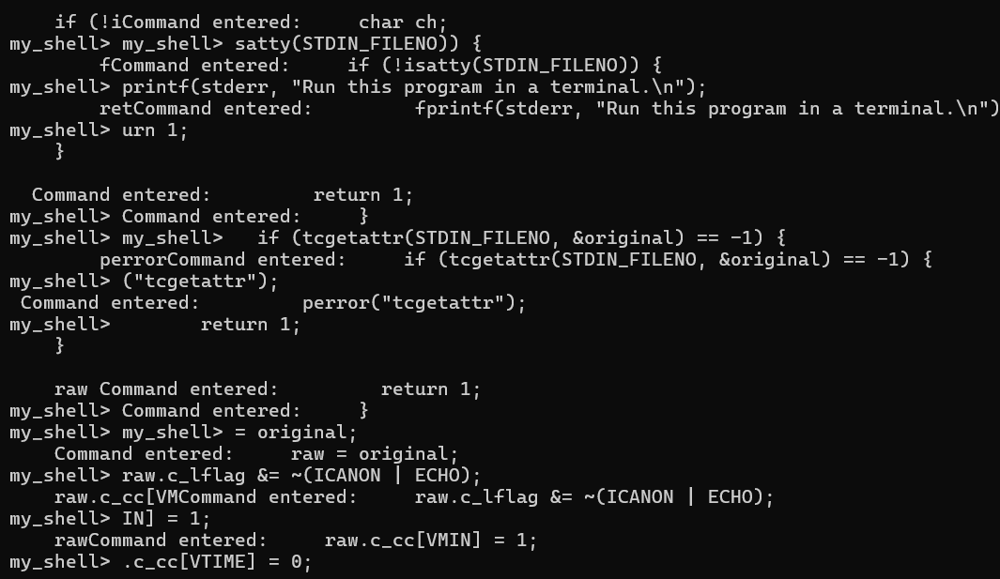 if (!iCommand entered:     char ch;
my_shell> my_shell> satty(STDIN_FILENO)) {
        fCommand entered:     if (!isatty(STDIN_FILENO)) {
my_shell> printf(stderr, "Run this program in a terminal.\n");
        retCommand entered:         fprintf(stderr, "Run this program in a terminal.\n")
my_shell> urn 1;
    }
  Command entered:         return 1;
my_shell> Command entered:     }
my_shell> my_shell>   if (tcgetattr(STDIN_FILENO, &original) == -1) {
        perrorCommand entered:     if (tcgetattr(STDIN_FILENO, &original) == -1) {
my_shell> ("tcgetattr");
 Command entered:         perror("tcgetattr");
my_shell>        return 1;
    }
    raw Command entered:         return 1;
my_shell> Command entered:     }
my_shell> my_shell> = original;
    Command entered:     raw = original;
my_shell> raw.c_lflag &= ~(ICANON | ECHO);
    raw.c_cc[VMCommand entered:     raw.c_lflag &= ~(ICANON | ECHO);
my_shell> IN] = 1;
    rawCommand entered:     raw.c_cc[VMIN] = 1;
my_shell> .c_cc[VTIME] = 0;